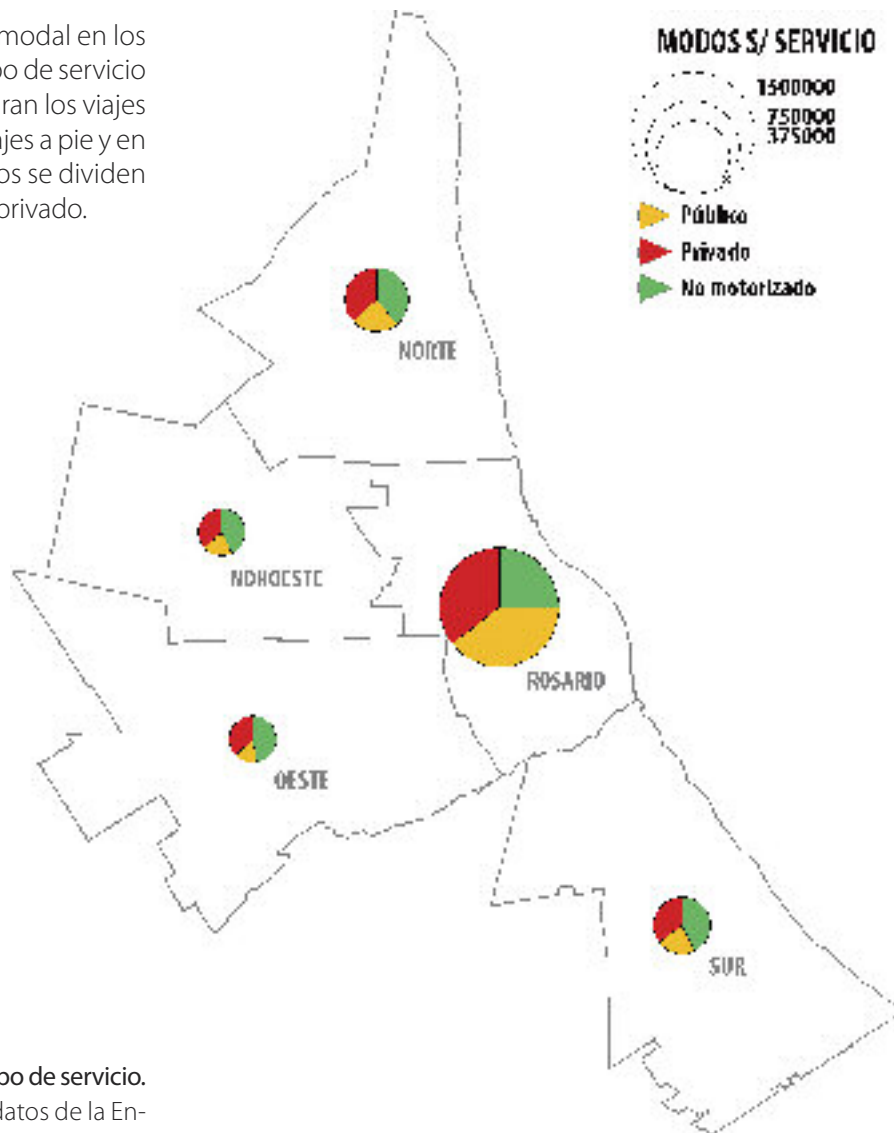 modal en los
po de servicio
ran los viajes
ajes a pie y en
os se dividen
privado.
MODOS S/ SERVICIO
1500000
750000
375000
Público
Privado
No motorizado
NORTE
NOROESTE
ROSARIO
OESTE
SUR
po de servicio.
datos de la En-